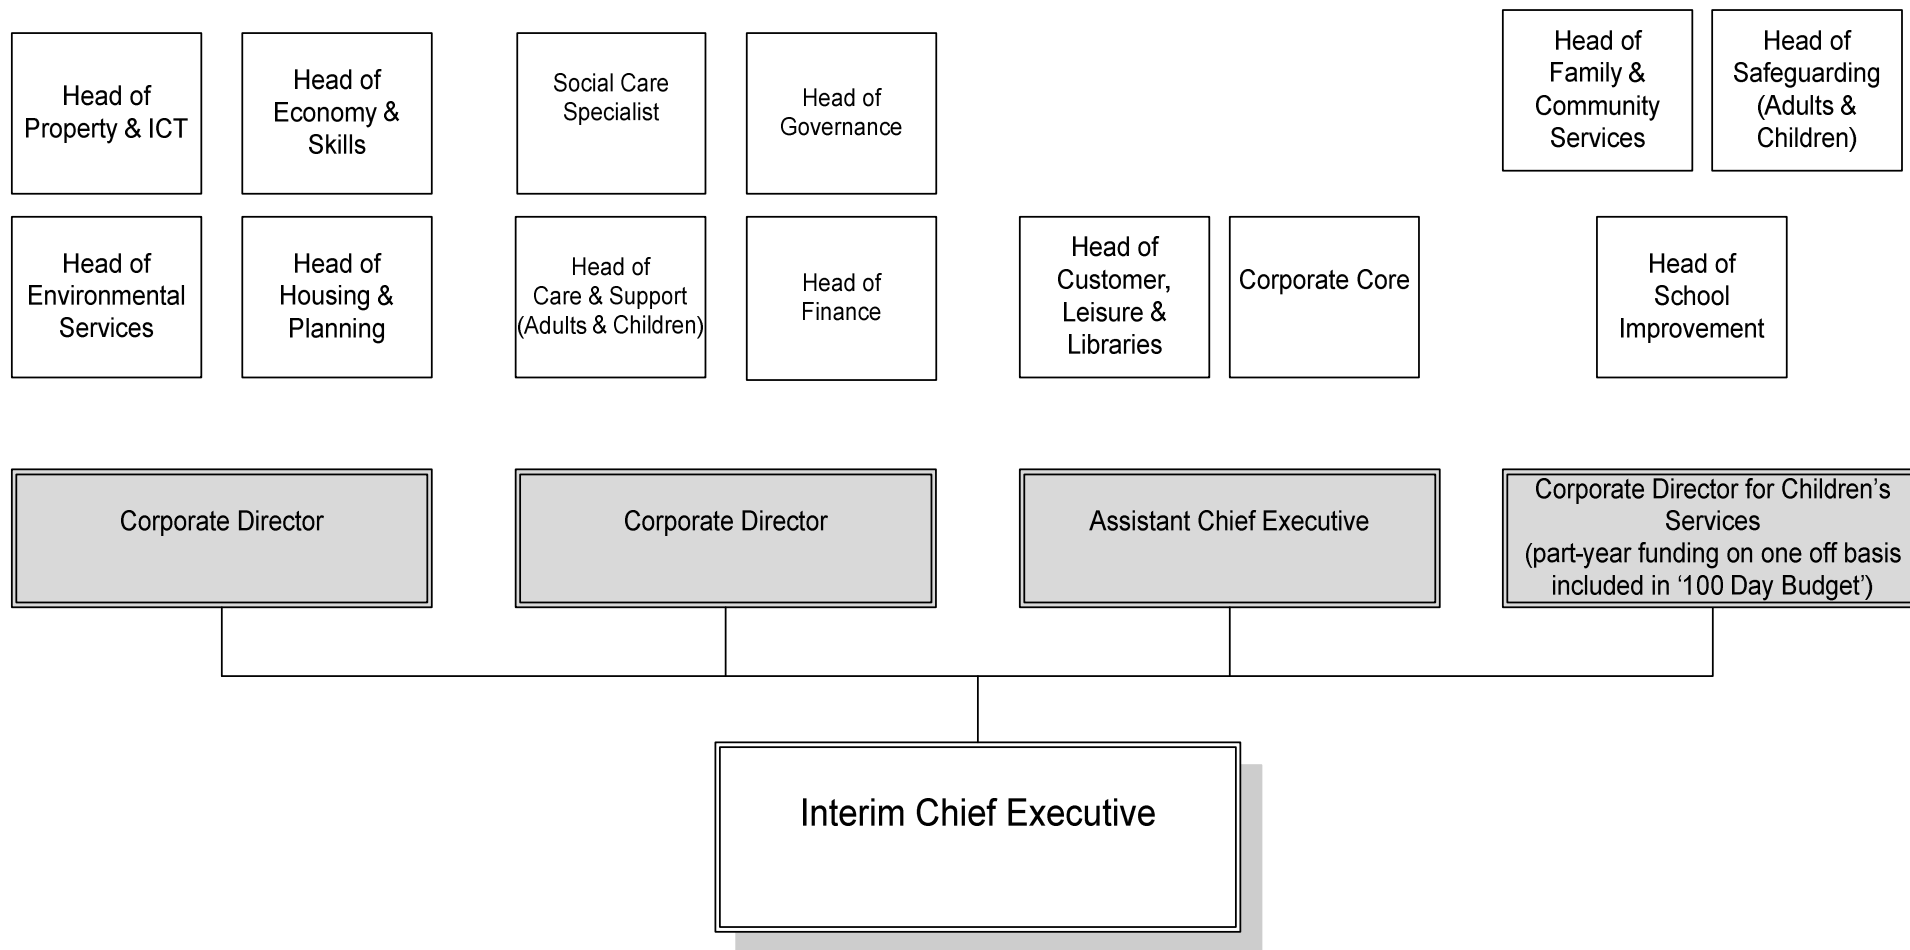 Head of
Property & ICT
Head of
Economy &
Skills
Social Care
Specialist
Head of
Governance
Head of
Family &
Community
Services
Head of
Safeguarding
(Adults &
Children)
Head of
Environmental
Services
Head of
Housing &
Planning
Head of
Care & Support
(Adults & Children)
Head of
Finance
Head of
Customer,
Leisure &
Libraries
Corporate Core
Head of
School
Improvement
Corporate Director
Corporate Director
Assistant Chief Executive
Corporate Director for Children’s
Services
(part-year funding on one off basis
included in ‘100 Day Budget’)
Interim Chief Executive